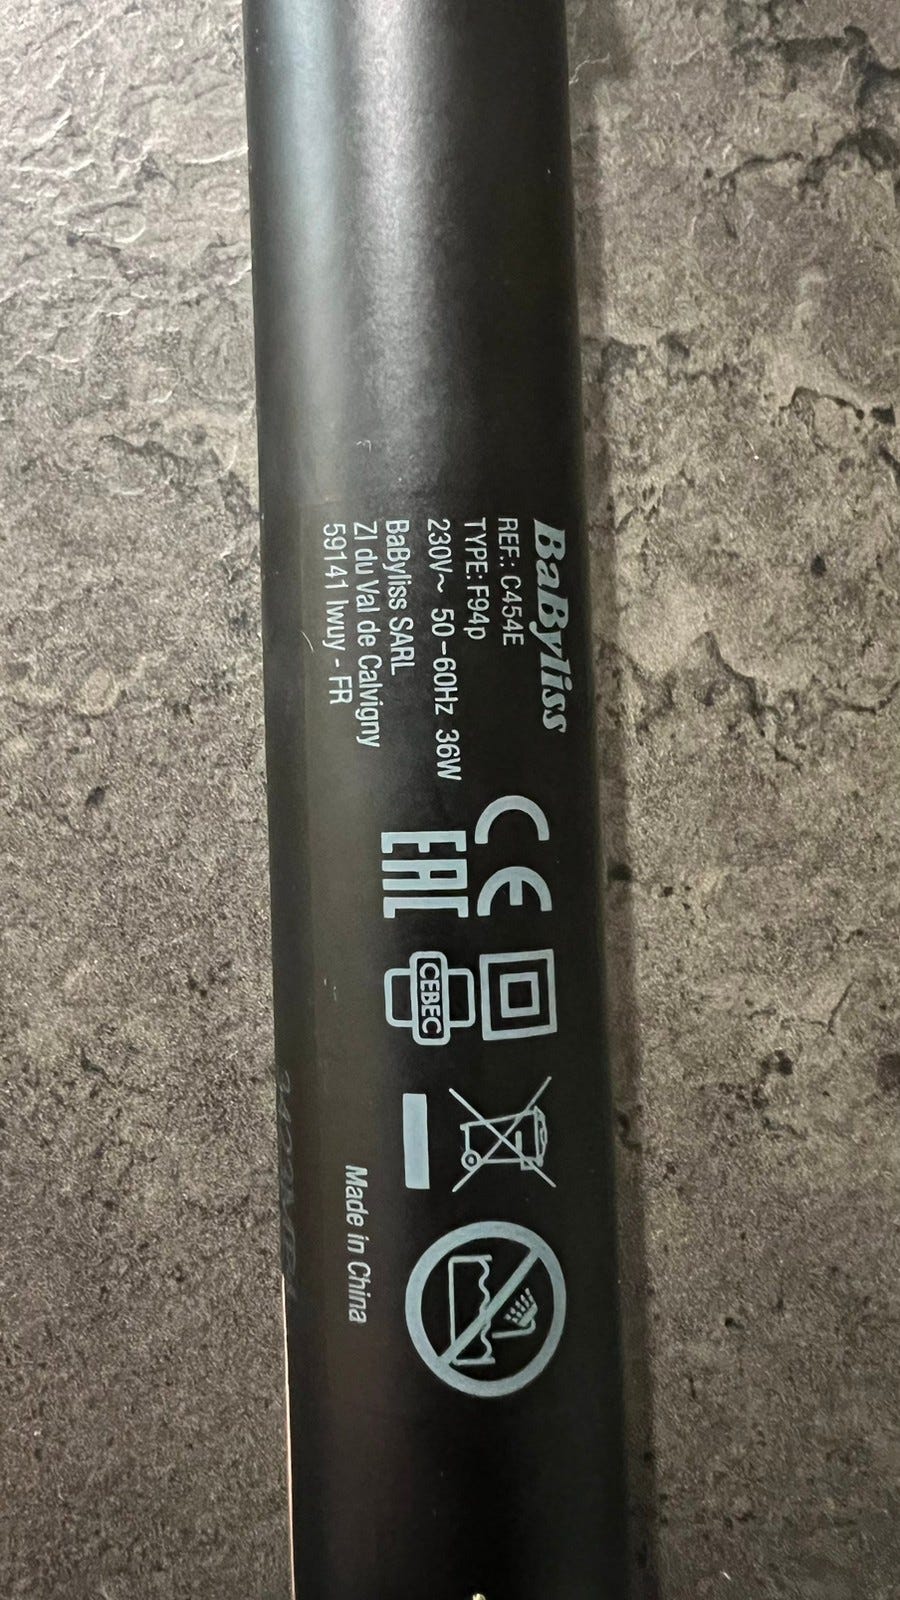 BaByliss
REF.: C454E
TYPE: F94p
230V~ 50-60Hz 36W
BaByliss SARL
ZI du Val de Calvigny
59141 Iwuy - FR
CE
EAC
CEBEC
Made in China